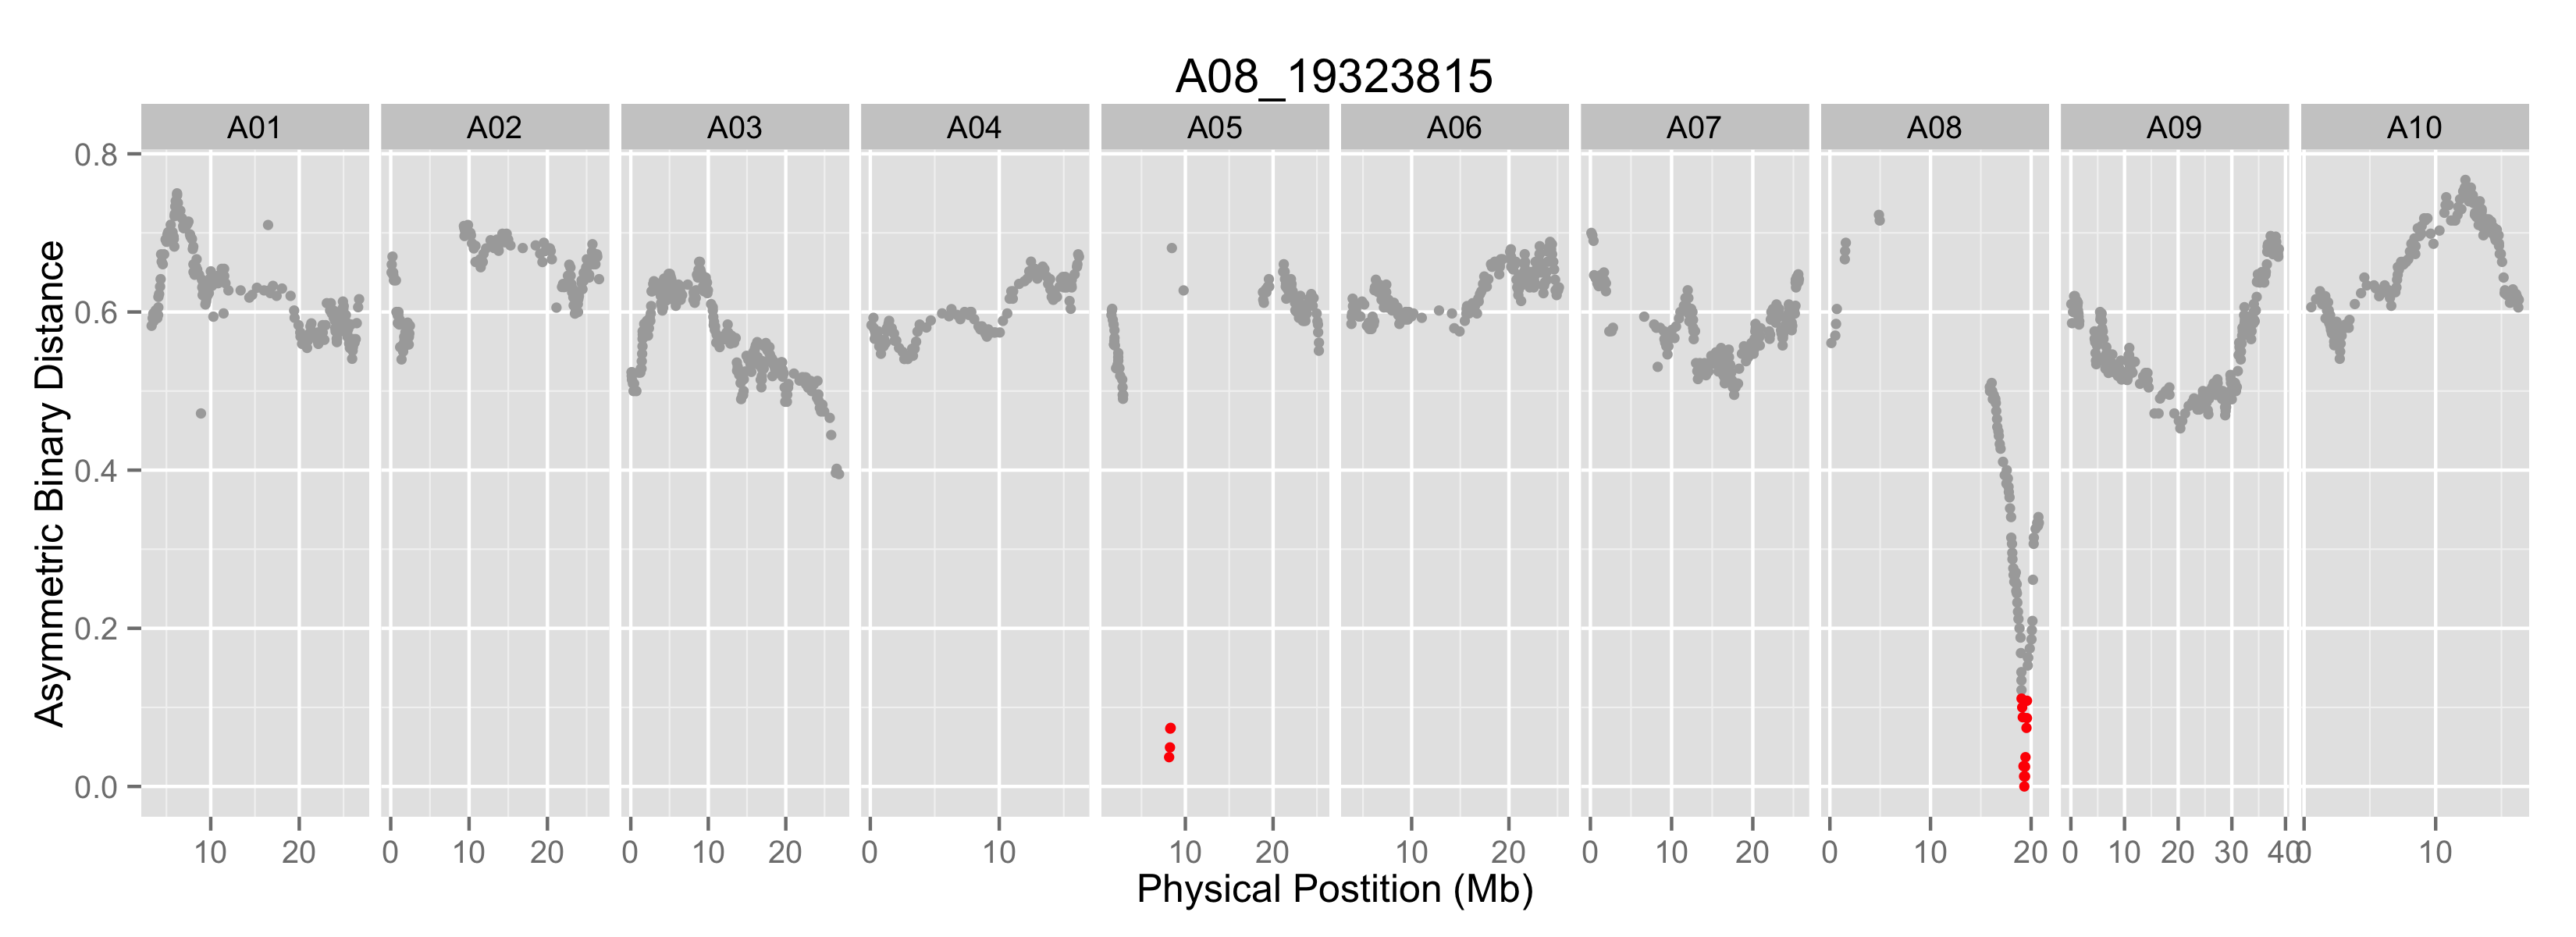 A08_19323815
A01 A02 A03 A04 A05 A06 A07 A08 A09 A10
Asymmetric Binary Distance
0.8
0.6
0.4
0.2
0.0
10 20 0 10 20 0 10 20 0 10 10 20 10 20 0 10 20 0 10 20 0 10 20 30 40 0 10
Physical Postition (Mb)